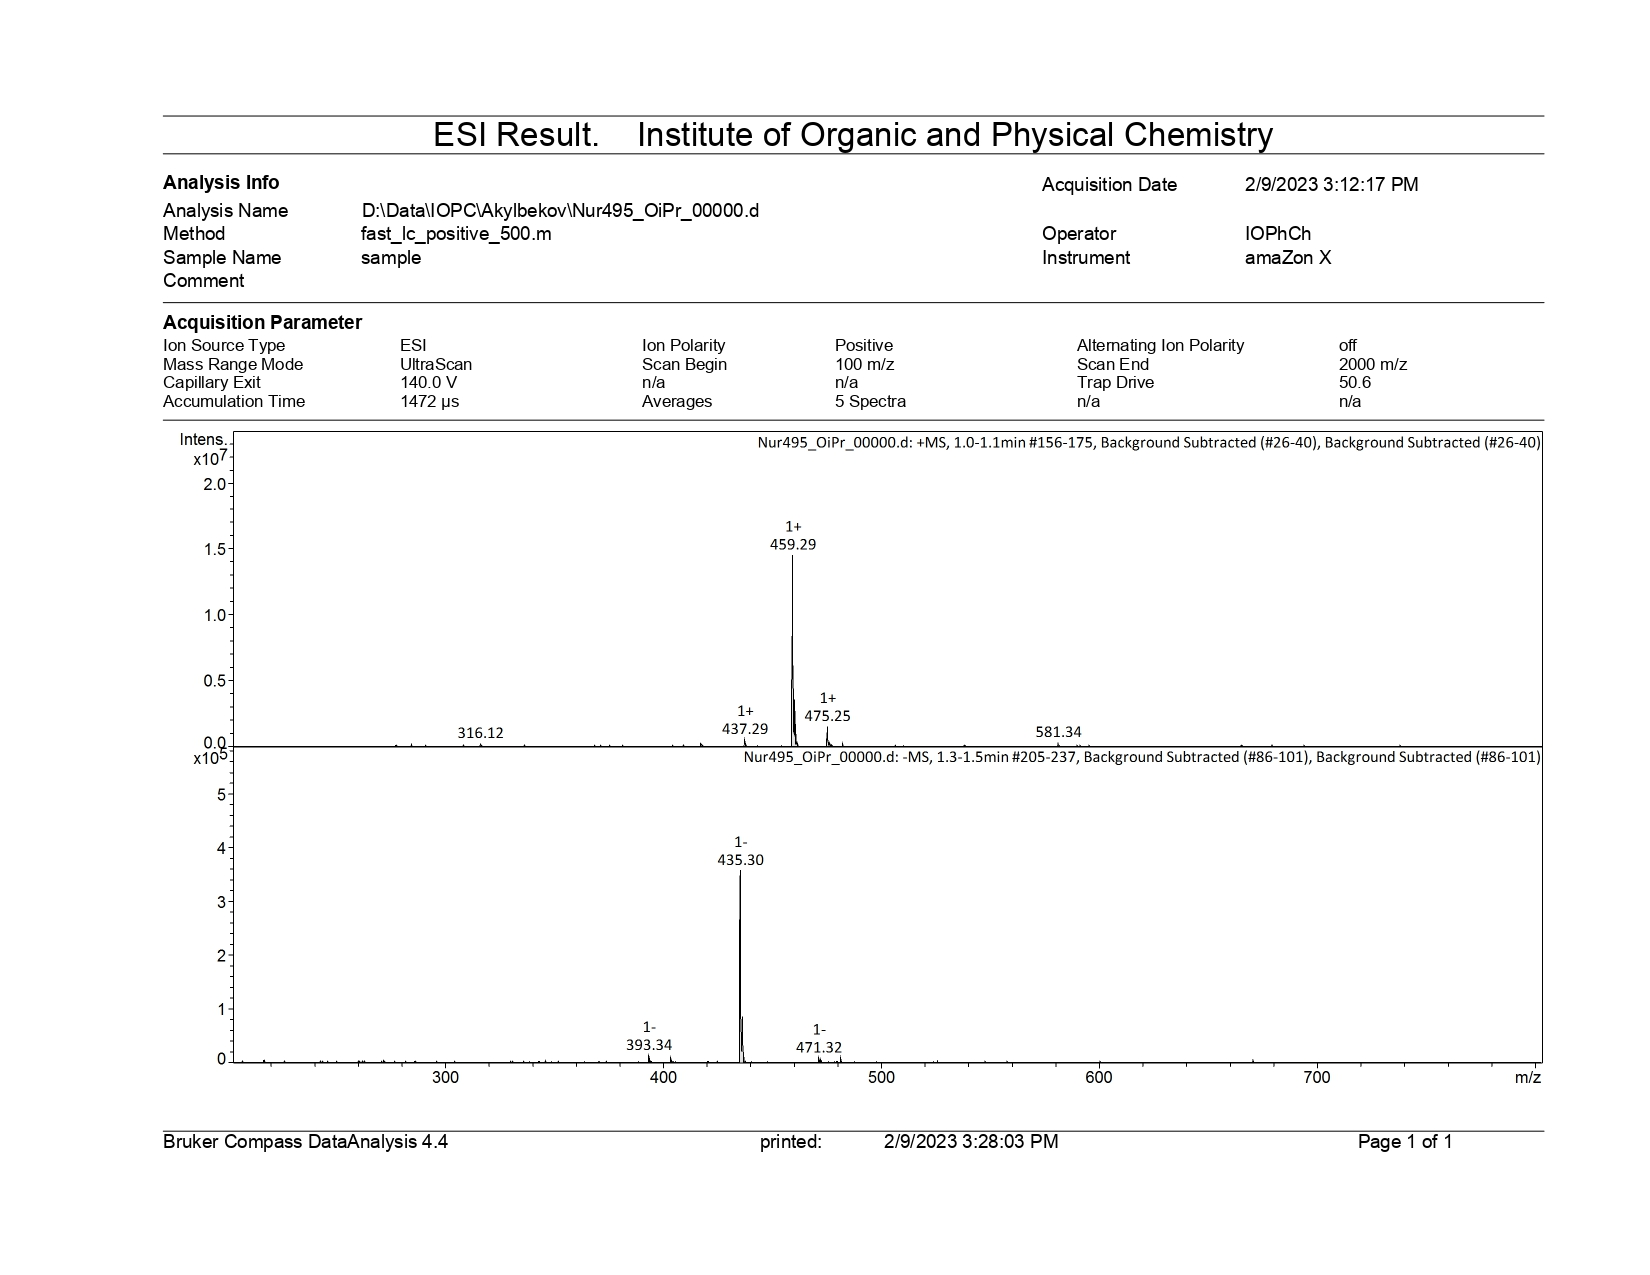 ESI Result. Institute of Organic and Physical Chemistry
Analysis Info
Acquisition Date 2/9/2023 3:12:17 PM
Analysis Name D:\Data\IOPC\Akylbekov\Nur495_OiPr_00000.d
Method fast_lc_positive_500.m Operator IOPhCh
Sample Name sample Instrument amaZon X
Comment
Acquisition Parameter
Ion Source Type ESI Ion Polarity Positive Alternating Ion Polarity off
Mass Range Mode UltraScan Scan Begin 100 m/z Scan End 2000 m/z
Capillary Exit 140.0 V n/a n/a Trap Drive 50.6
Accumulation Time 1472 µs Averages 5 Spectra n/a n/a
Intens.
x10⁷
Nur495_OiPr_00000.d: +MS, 1.0-1.1min #156-175, Background Subtracted (#26-40), Background Subtracted (#26-40)
2.0
1+
459.29
1.5
1.0
0.5
1+
475.25
1+
437.29
316.12
581.34
0.0
x10⁵
Nur495_OiPr_00000.d: -MS, 1.3-1.5min #205-237, Background Subtracted (#86-101), Background Subtracted (#86-101)
5
4
1-
435.30
3
2
1
1-
393.34
1-
471.32
0
300 400 500 600 700 m/z
Bruker Compass DataAnalysis 4.4 printed: 2/9/2023 3:28:03 PM Page 1 of 1